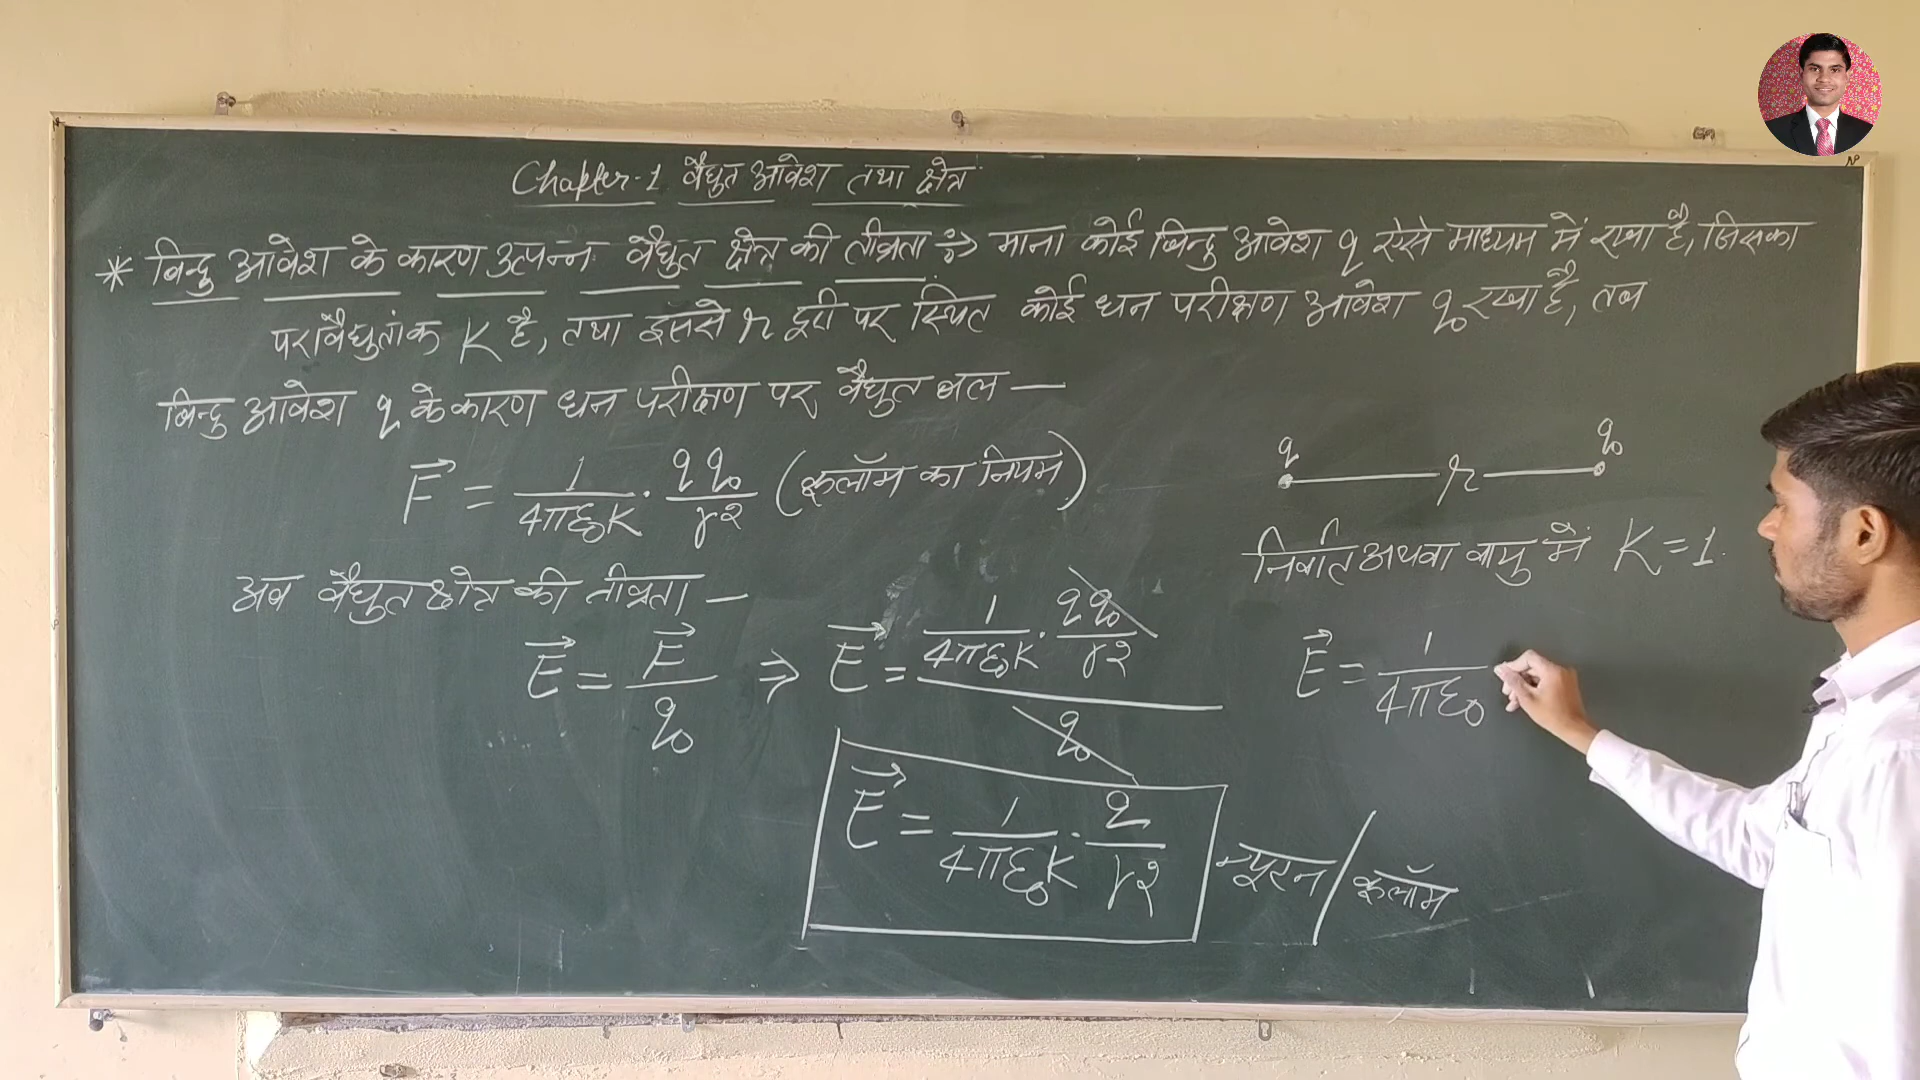 Chapter-1 वैद्युत आवेश तथा क्षेत्र
* बिन्दु आवेश के कारण उत्पन्न वैद्युत क्षेत्र की तीव्रता ⇒ माना कोई बिन्दु आवेश q ऐसे माध्यम में रखा है, जिसका
परावैद्युतांक K है, तथा इससे r दूरी पर स्थित कोई धन परीक्षण आवेश q₀ रखा है, तब
बिन्दु आवेश q के कारण धन परीक्षण पर वैद्युत बल —
F⃗ = 1/4πε₀K · qq₀/r² (कूलॉम का नियम)
q r q₀
निर्वात अथवा वायु में K = 1.
अब वैद्युत क्षेत्र की तीव्रता —
E⃗ = F⃗/q₀ ⇒ E⃗ = (1/4πε₀K · qq₀/r²)/q₀
E⃗ = 1/4πε₀
E⃗ = 1/4πε₀K · q/r² न्यूटन/कूलॉम